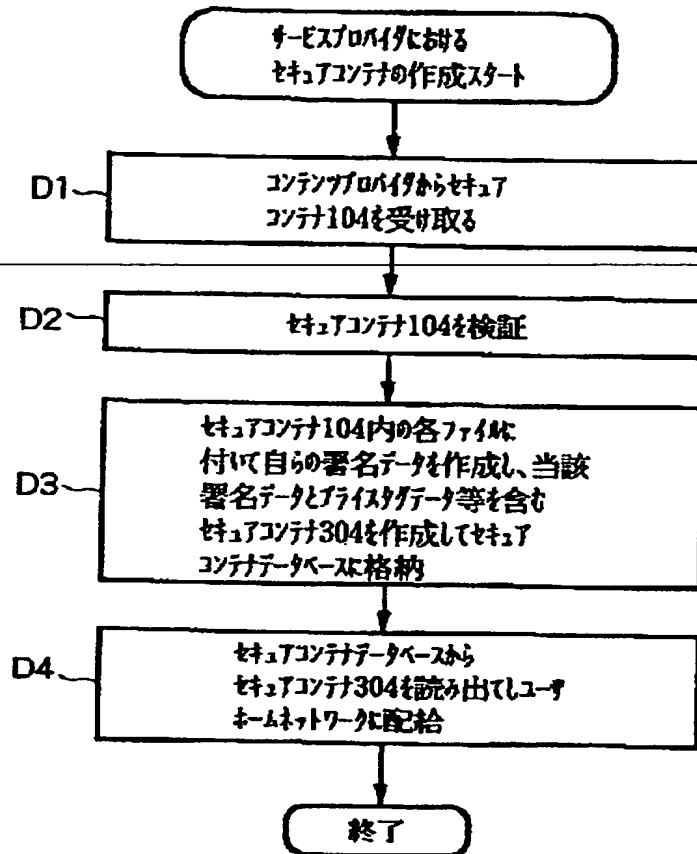 サービスプロバイダにおける
セキュアコンテナの作成スタート
D1
コンテンツプロバイダからセキュア
コンテナ104を受け取る
D2
セキュアコンテナ104を検証
D3
セキュアコンテナ104内の各ファイルに
付いて自らの署名データを作成し、当該
署名データとプライスタグデータ等を含む
セキュアコンテナ304を作成してセキュア
コンテナデータベースに格納
D4
セキュアコンテナデータベースから
セキュアコンテナ304を読み出てしユーザ
ホームネットワークに配給
終了